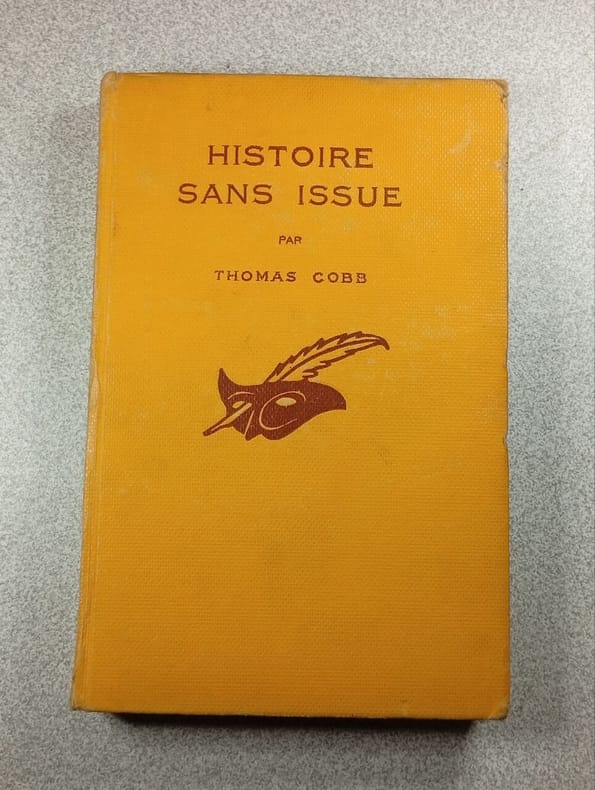 HISTOIRE
SANS ISSUE
PAR
THOMAS COBB